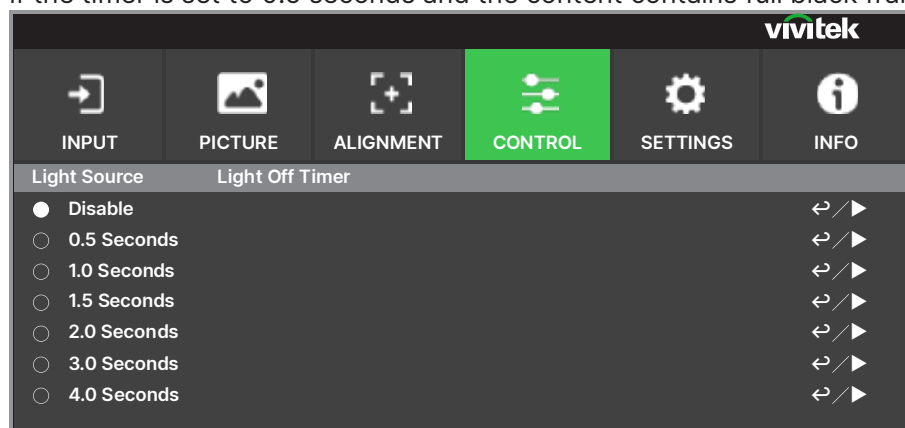 vivitek
INPUT PICTURE ALIGNMENT CONTROL SETTINGS INFO
Light Source Light Off Timer
Disable
0.5 Seconds
1.0 Seconds
1.5 Seconds
2.0 Seconds
3.0 Seconds
4.0 Seconds